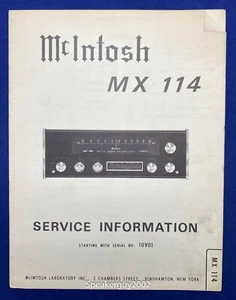 McIntosh
MX 114
SERVICE INFORMATION
STARTING WITH SERIAL NO. 10V01
McINTOSH LABORATORY INC., 2 CHAMBERS STREET, BINGHAMTON, NEW YORK
MX 114
Speakerguy2002